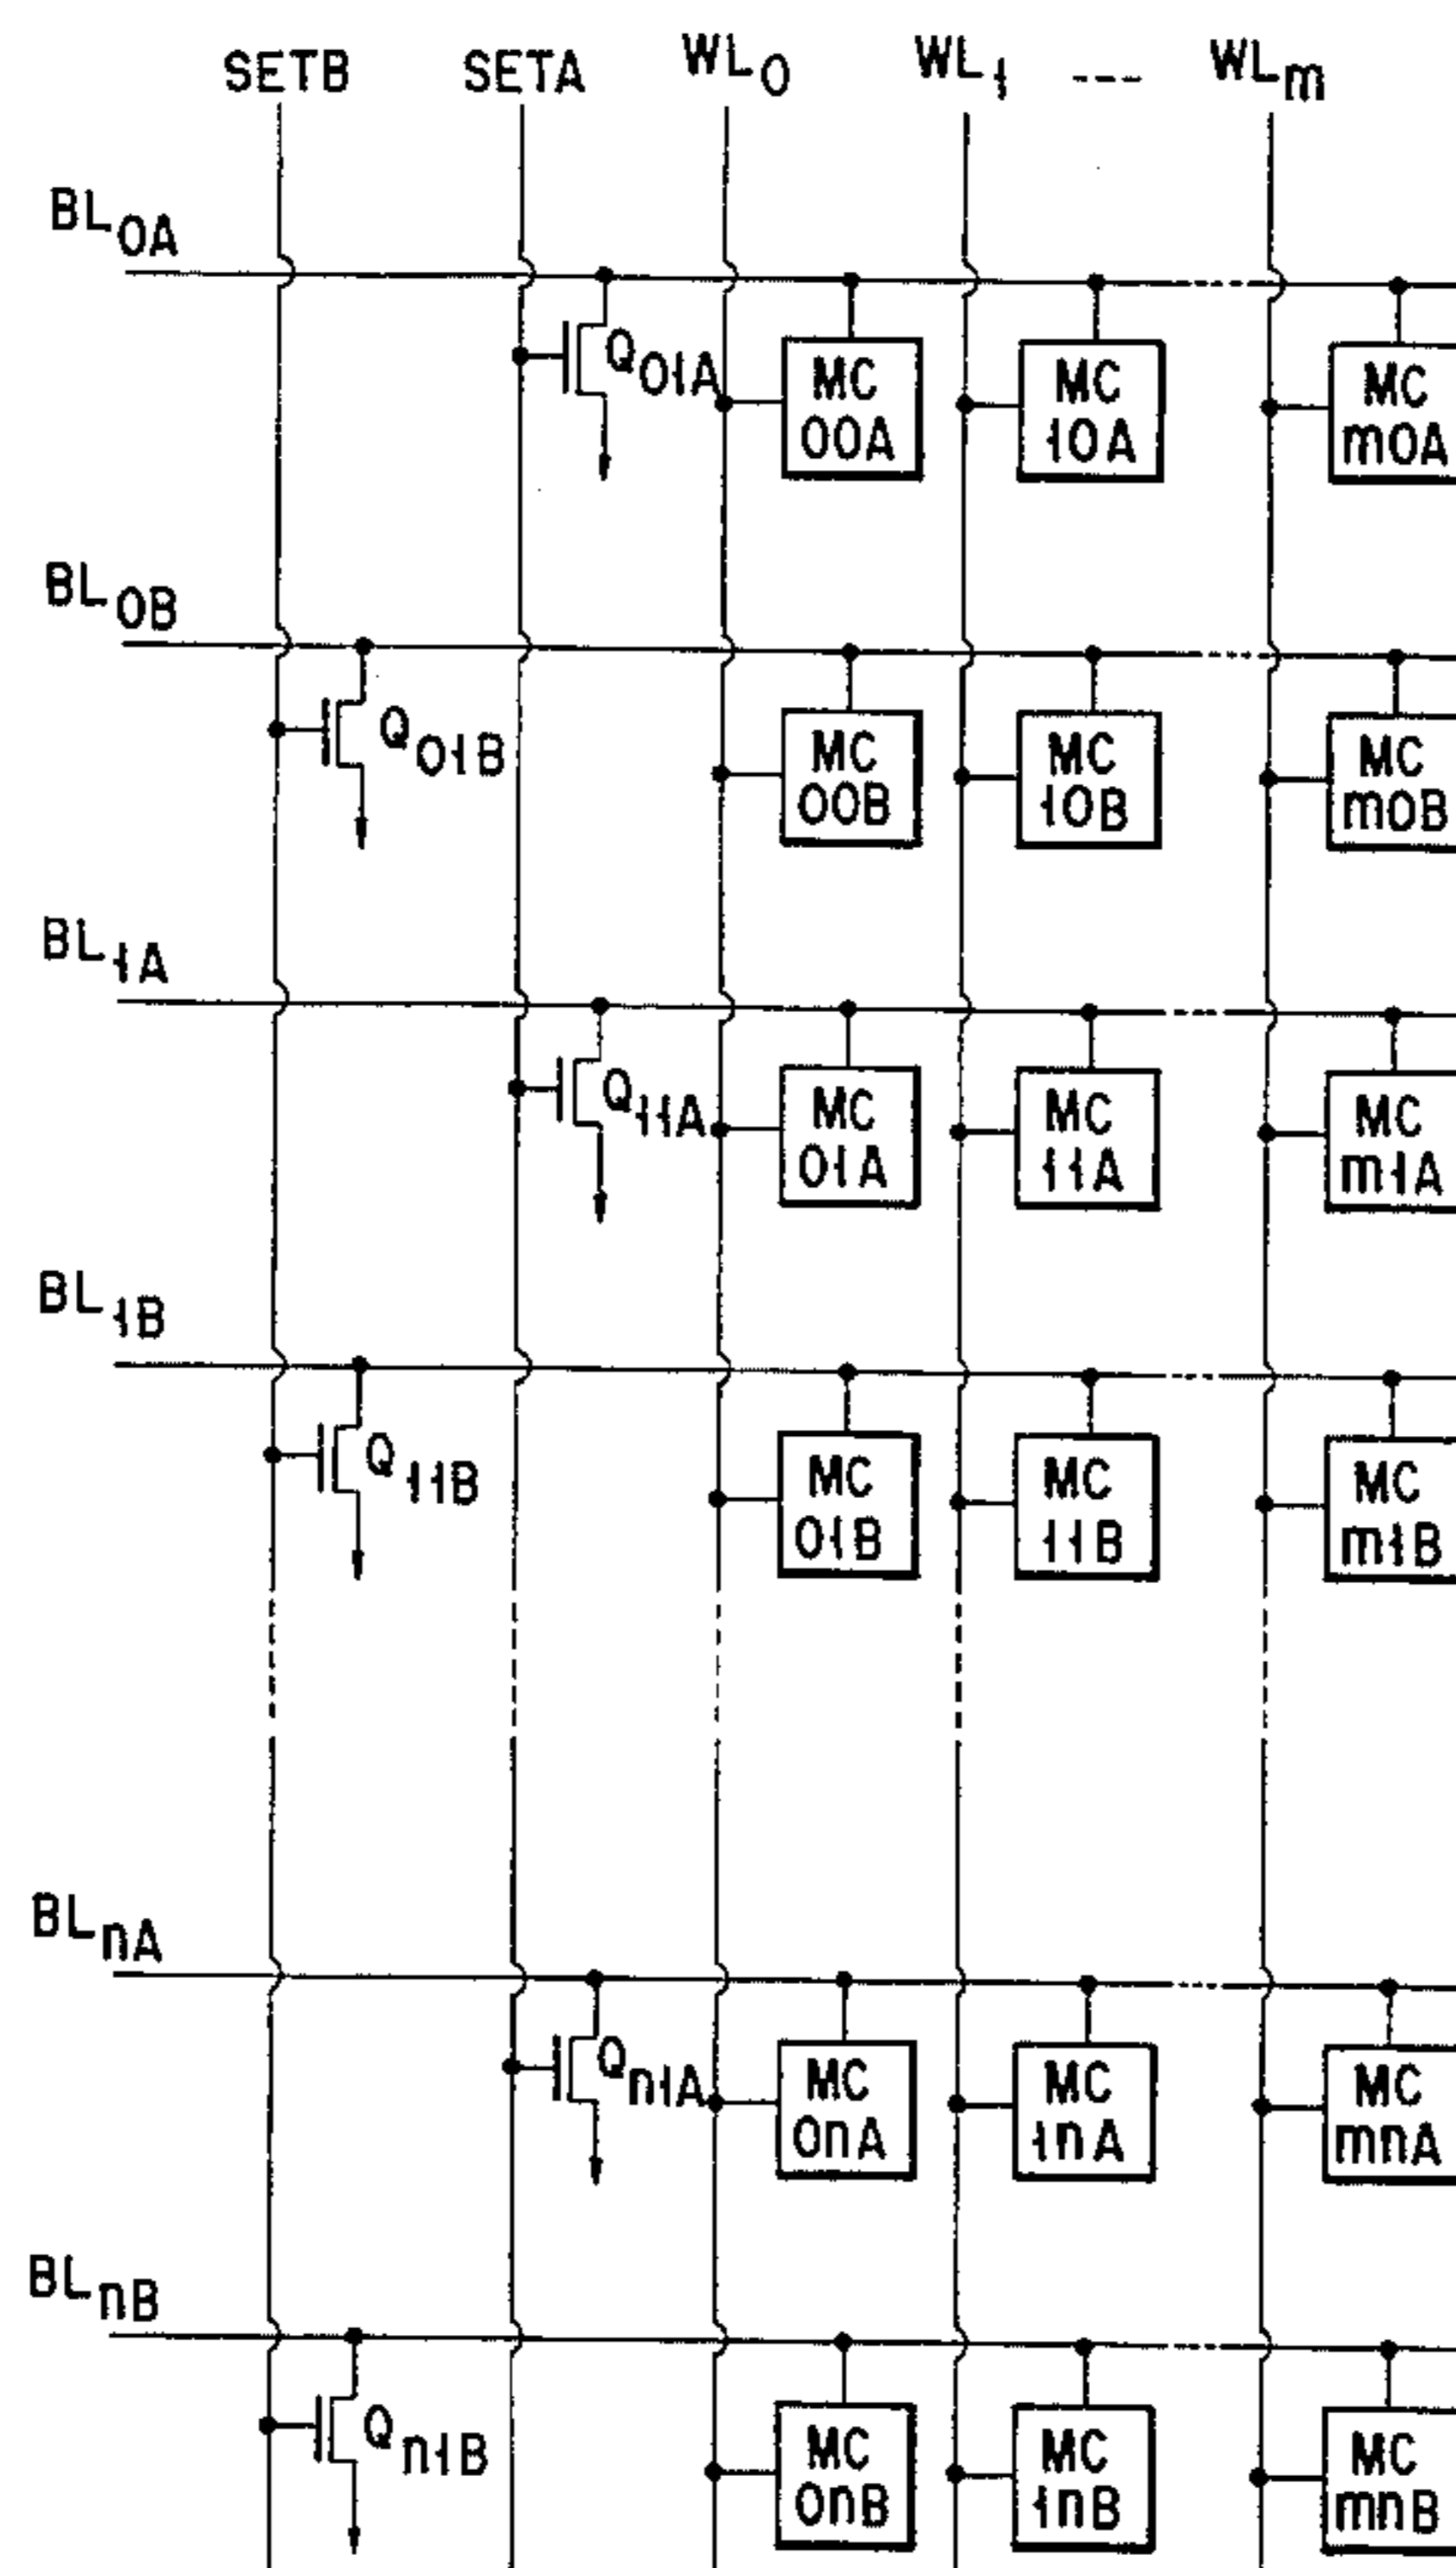 SETB SETA WL0 WL1 ---- WLm
BL0A
Q01A
MC 00A
MC 10A
MC m0A
BL0B
Q01B
MC 00B
MC 10B
MC m0B
BL1A
Q11A
MC 01A
MC 11A
MC m1A
BL1B
Q11B
MC 01B
MC 11B
MC m1B
BLnA
Qn1A
MC 0nA
MC 1nA
MC mnA
BLnB
Qn1B
MC 0nB
MC 1nB
MC mnB